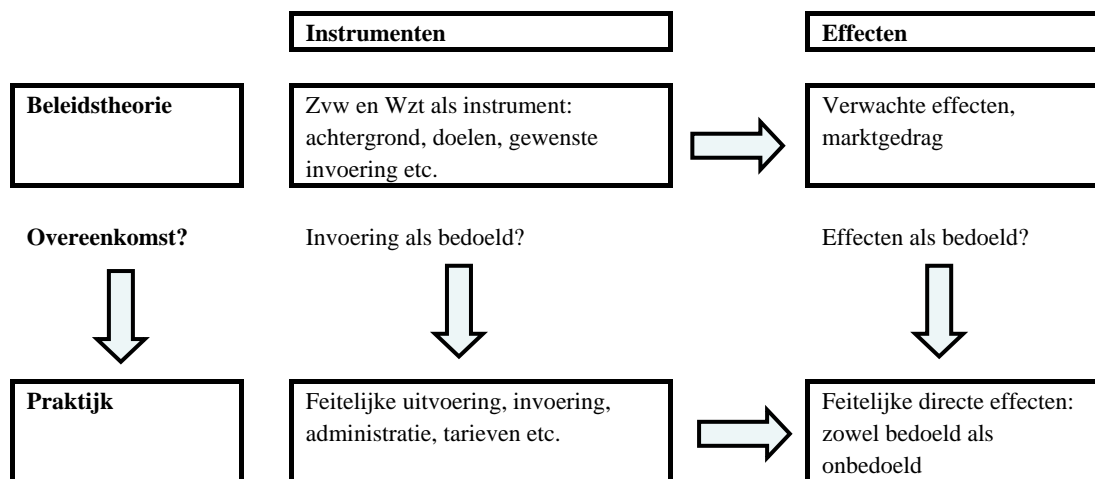 Instrumenten
Effecten
Beleidstheorie
Zvw en Wzt als instrument:
achtergrond, doelen, gewenste
invoering etc.
Verwachte effecten,
marktgedrag
Overeenkomst?
Invoering als bedoeld?
Effecten als bedoeld?
Praktijk
Feitelijke uitvoering, invoering,
administratie, tarieven etc.
Feitelijke directe effecten:
zowel bedoeld als
onbedoeld